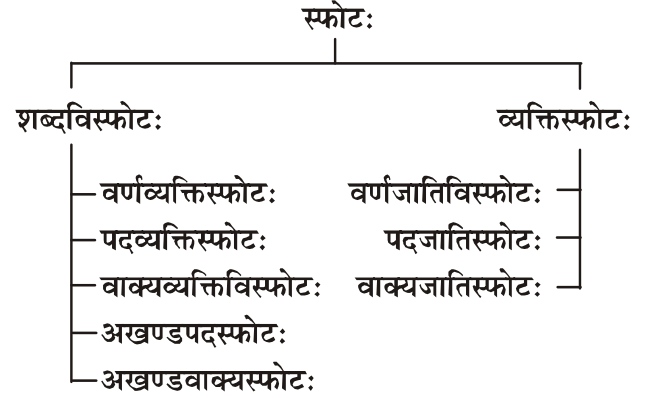 स्फोटः
शब्दविस्फोटः
व्यक्तिस्फोटः
वर्णव्यक्तिस्फोटः
पदव्यक्तिस्फोटः
वाक्यव्यक्तिविस्फोटः
अखण्डपदस्फोटः
अखण्डवाक्यस्फोटः
वर्णजातिविस्फोटः
पदजातिस्फोटः
वाक्यजातिस्फोटः